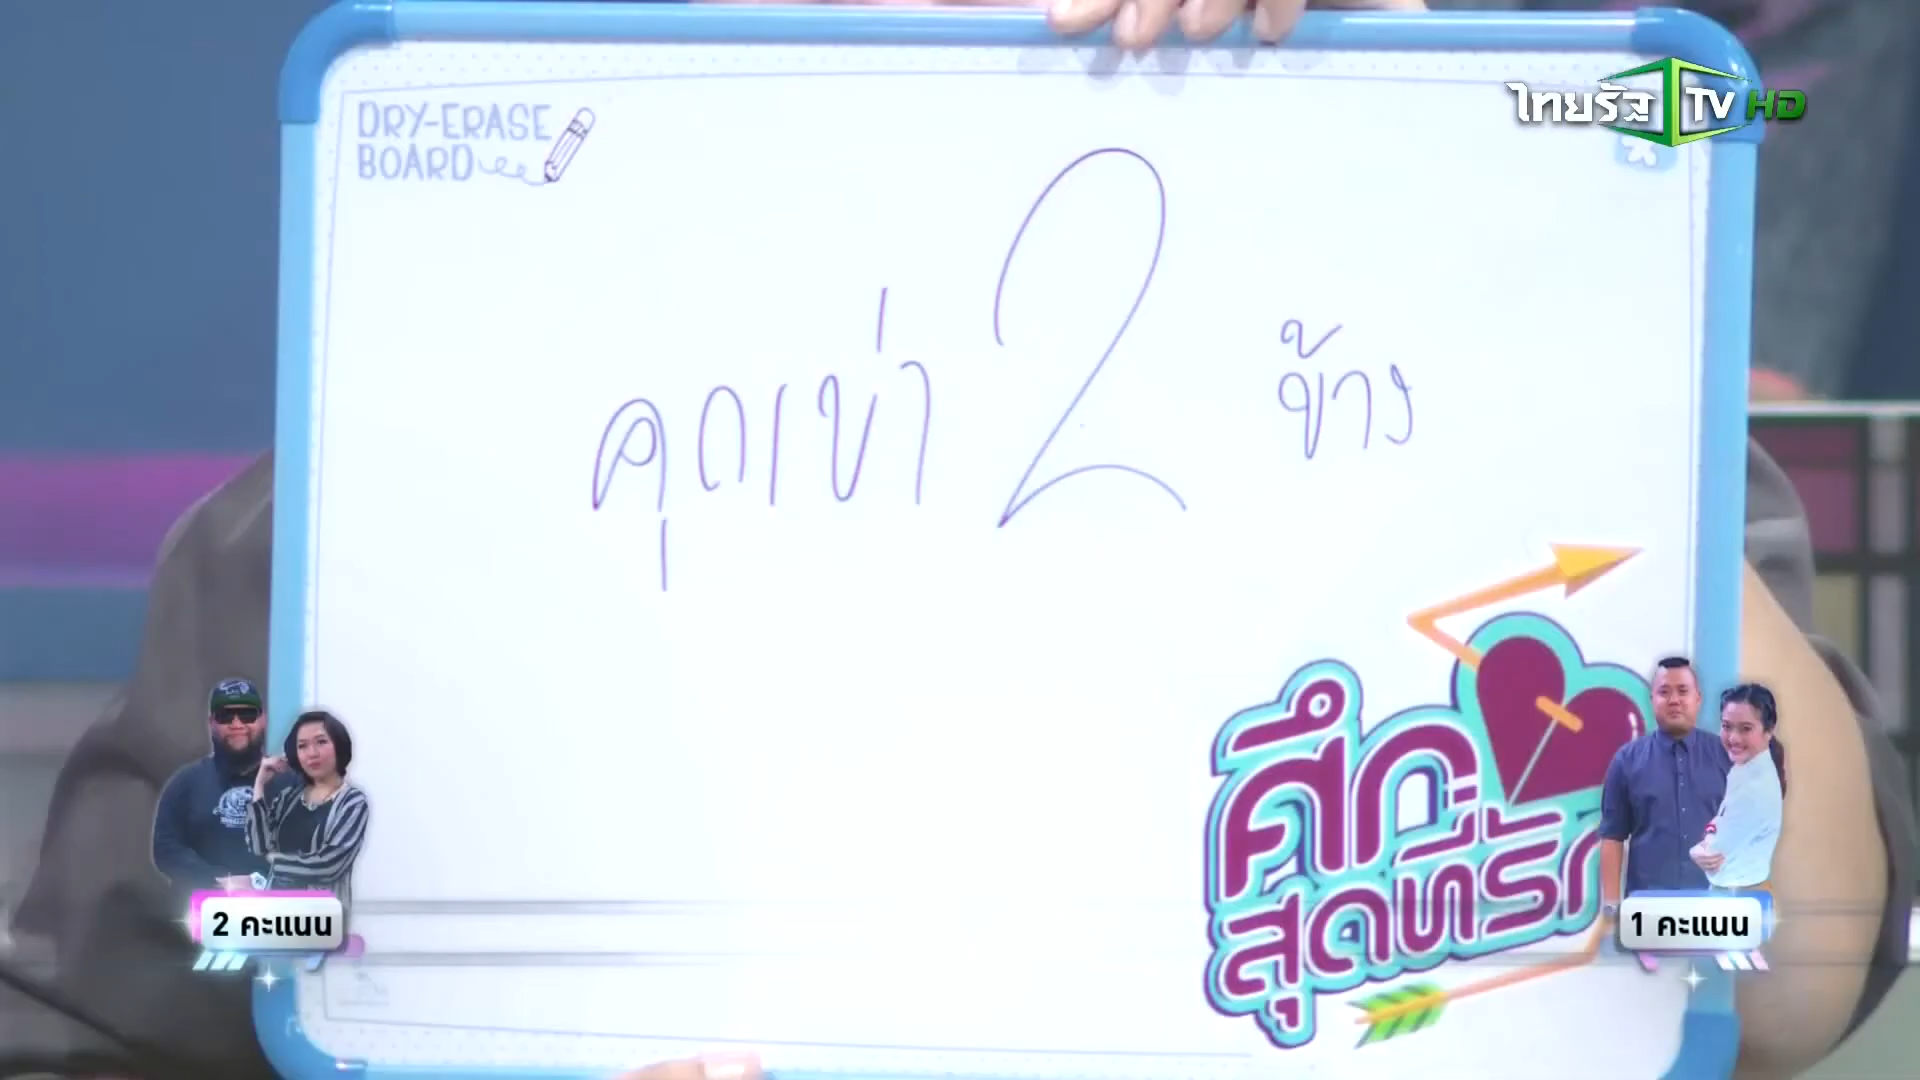 ไทยรัฐ TV HD
DRY-ERASE
BOARD
คุกเข่า 2 ข้าง
ศึก
สุดที่รัก
2 คะแนน
1 คะแนน